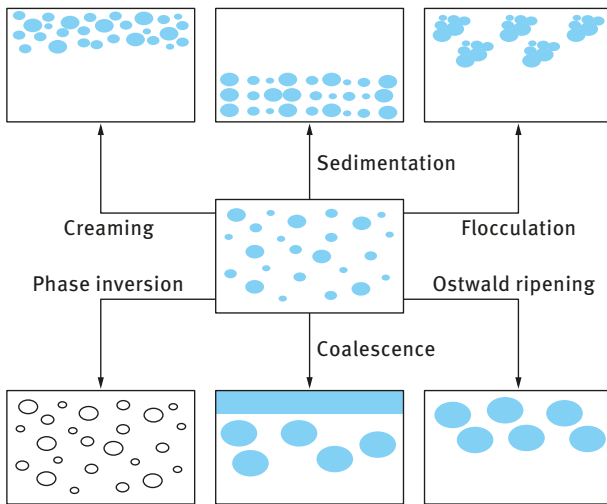 Sedimentation
Creaming
Flocculation
Phase inversion
Ostwald ripening
Coalescence